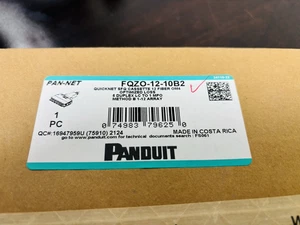 PAN-NET
FQZO-12-10B2
QUICKNET SFQ CASSETTE 12 FIBER OM4
OPTIMIZED LOSS
6 DUPLEX LC TO 1 MPO
METHOD B 1-12 ARRAY
1
PC
0 74983 79625 0
QC#:16947959U (75910) 2124
MADE IN COSTA RICA
Go to www.panduit.com for technical documents search : FS061
PANDUIT